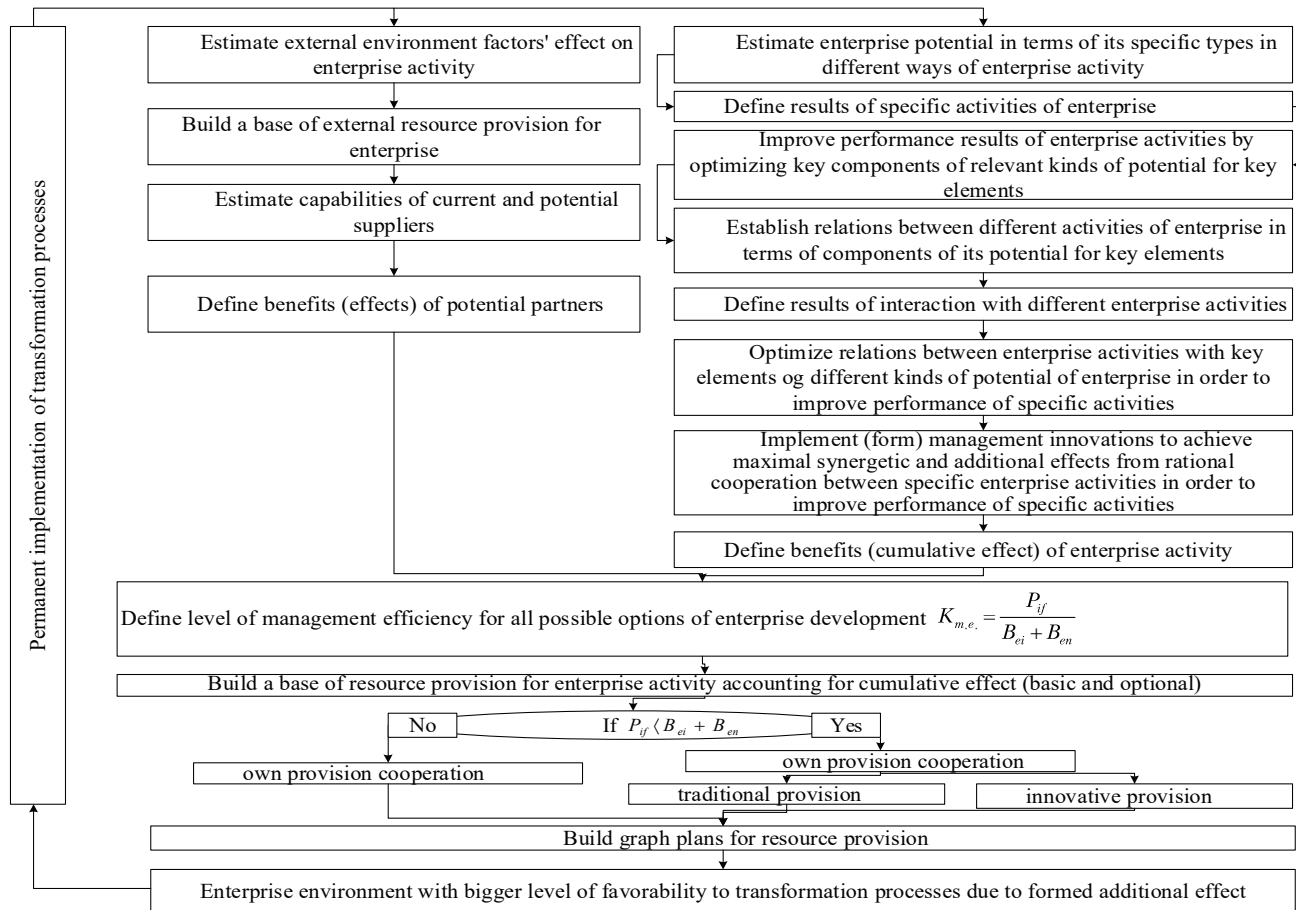 Permanent implementation of transformation processes
Estimate external environment factors' effect on
enterprise activity
Build a base of external resource provision for
enterprise
Estimate capabilities of current and potential
suppliers
Define benefits (effects) of potential partners
Estimate enterprise potential in terms of its specific types in
different ways of enterprise activity
Define results of specific activities of enterprise
Improve performance results of enterprise activities by
optimizing key components of relevant kinds of potential for key
elements
Establish relations between different activities of enterprise in
terms of components of its potential for key elements
Define results of interaction with different enterprise activities
Optimize relations between enterprise activities with key
elements og different kinds of potential of enterprise in order to
improve performance of specific activities
Implement (form) management innovations to achieve
maximal synergetic and additional effects from rational
cooperation between specific enterprise activities in order to
improve performance of specific activities
Define benefits (cumulative effect) of enterprise activity
Define level of management efficiency for all possible options of enterprise development K_{m.e.} = P_{if} / (B_{ei} + B_{en})
Build a base of resource provision for enterprise activity accounting for cumulative effect (basic and optional)
No
If P_{if} ⟨ B_{ei} + B_{en}
Yes
own provision cooperation
own provision cooperation
traditional provision
innovative provision
Build graph plans for resource provision
Enterprise environment with bigger level of favorability to transformation processes due to formed additional effect